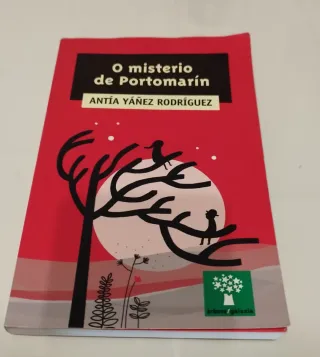 O misterio
de Portomarín
ANTÍA YÁÑEZ RODRÍGUEZ